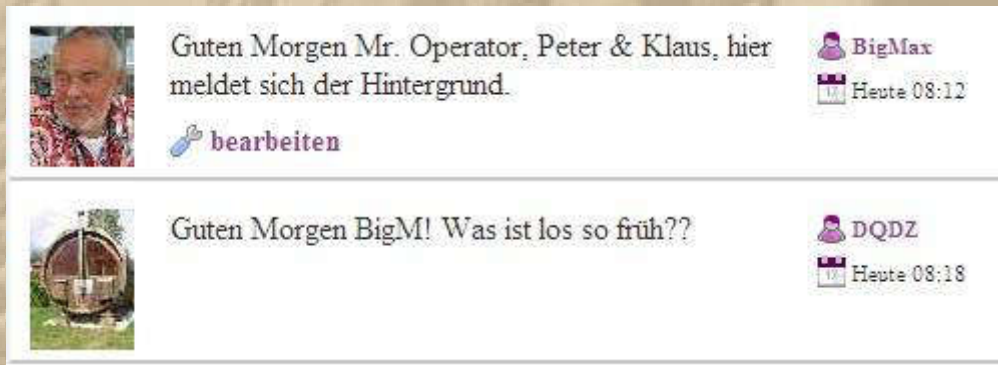 Guten Morgen Mr. Operator, Peter & Klaus, hier
meldet sich der Hintergrund.
bearbeiten
BigMax
Heute 08:12
Guten Morgen BigM! Was ist los so früh??
DQDZ
Heute 08:18